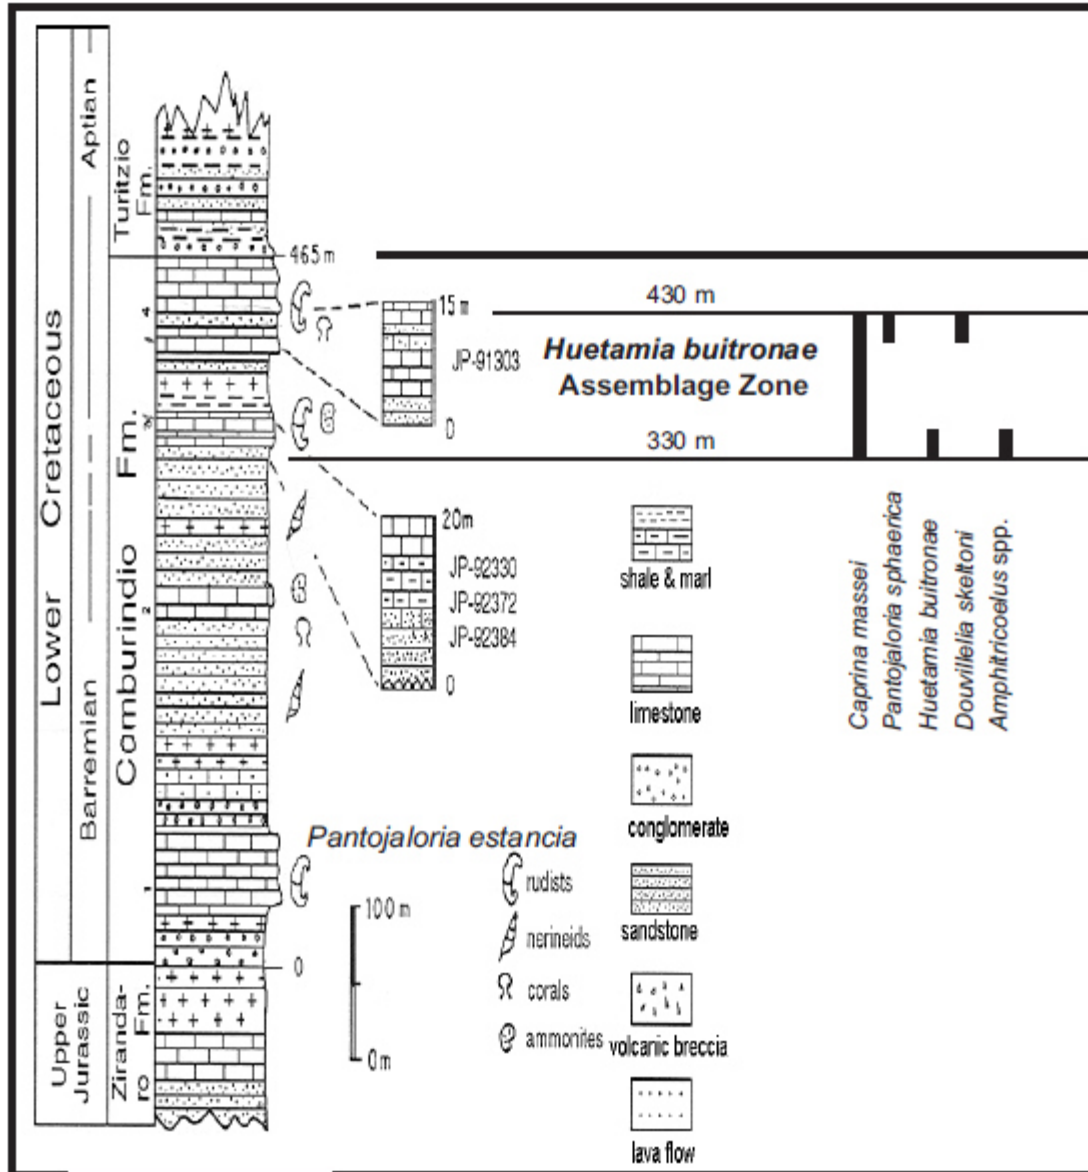 Lower Cretaceous
Upper
Jurassic
Aptian
Barremian
Turitzio
Fm.
Comburindio Fm.
Ziranda-
ro Fm.
4
3
2
1
465 m
0
15 m
JP-91303
0
20m
JP-92330
JP-92372
JP-92384
0
430 m
Huetamia buitronae
Assemblage Zone
330 m
Caprina massei
Pantojaloria sphaerica
Huetamia buitronae
Douvillelia skeltoni
Amphitricoelus spp.
Pantojaloria estancia
rudists
nerineids
corals
ammonites
100 m
0m
shale & marl
limestone
conglomerate
sandstone
volcanic breccia
lava flow